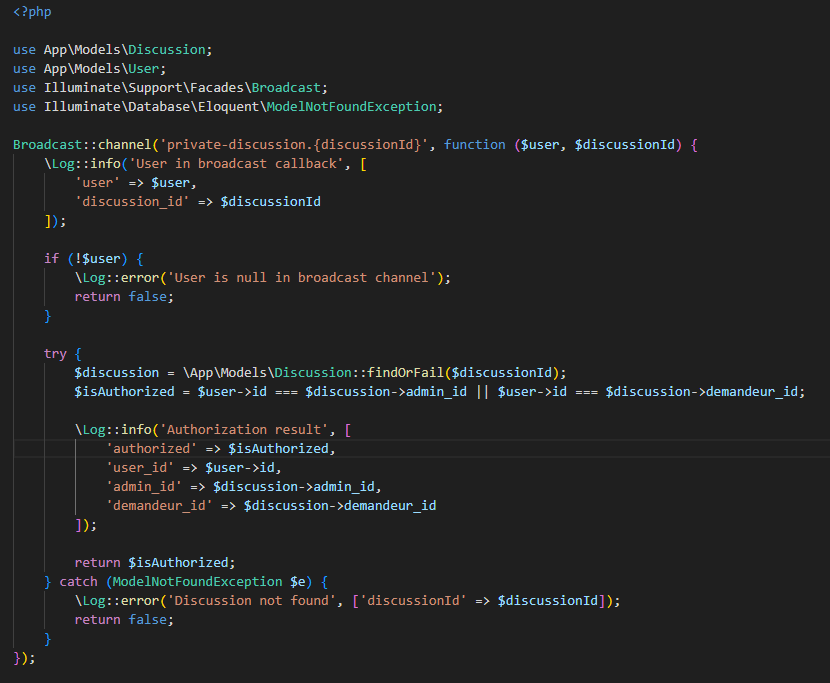 <?php
use App\Models\Discussion;
use App\Models\User;
use Illuminate\Support\Facades\Broadcast;
use Illuminate\Database\Eloquent\ModelNotFoundException;
Broadcast::channel('private-discussion.{discussionId}', function ($user, $discussionId) {
    \Log::info('User in broadcast callback', [
        'user' => $user,
        'discussion_id' => $discussionId
    ]);
    if (!$user) {
        \Log::error('User is null in broadcast channel');
        return false;
    }
    try {
        $discussion = \App\Models\Discussion::findOrFail($discussionId);
        $isAuthorized = $user->id === $discussion->admin_id || $user->id === $discussion->demandeur_id;
        \Log::info('Authorization result', [
            'authorized' => $isAuthorized,
            'user_id' => $user->id,
            'admin_id' => $discussion->admin_id,
            'demandeur_id' => $discussion->demandeur_id
        ]);
        return $isAuthorized;
    } catch (ModelNotFoundException $e) {
        \Log::error('Discussion not found', ['discussionId' => $discussionId]);
        return false;
    }
});